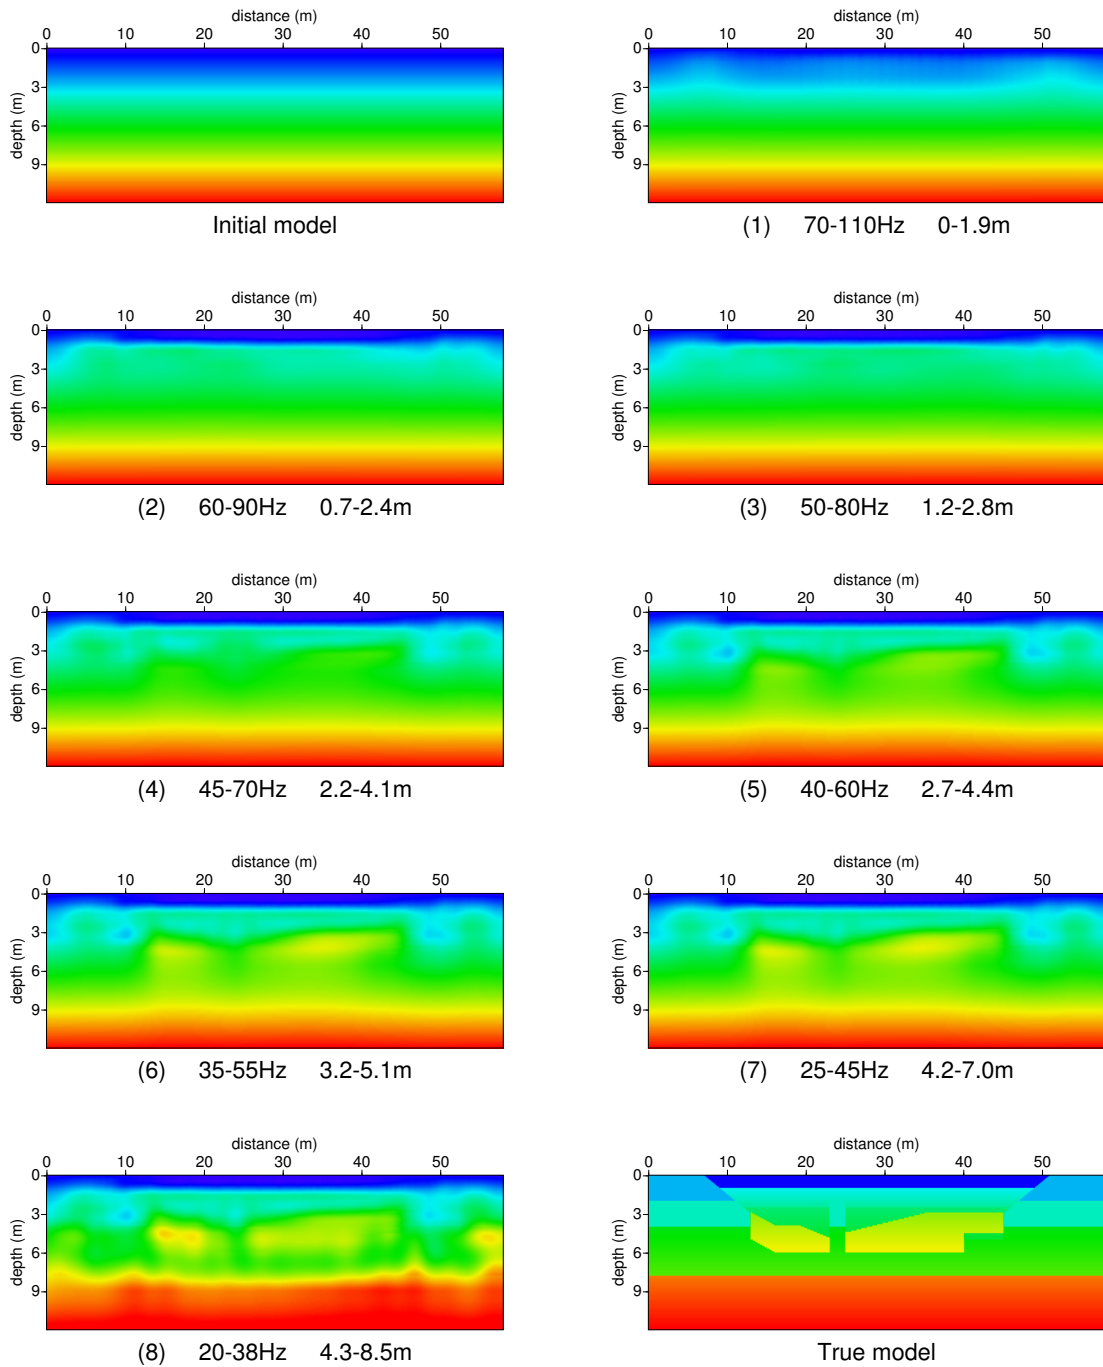 distance (m)
0 10 20 30 40 50
0
3
6
9
depth (m)
Initial model
distance (m)
0 10 20 30 40 50
0
3
6
9
depth (m)
(1) 70-110Hz 0-1.9m
distance (m)
0 10 20 30 40 50
0
3
6
9
depth (m)
(2) 60-90Hz 0.7-2.4m
distance (m)
0 10 20 30 40 50
0
3
6
9
depth (m)
(3) 50-80Hz 1.2-2.8m
distance (m)
0 10 20 30 40 50
0
3
6
9
depth (m)
(4) 45-70Hz 2.2-4.1m
distance (m)
0 10 20 30 40 50
0
3
6
9
depth (m)
(5) 40-60Hz 2.7-4.4m
distance (m)
0 10 20 30 40 50
0
3
6
9
depth (m)
(6) 35-55Hz 3.2-5.1m
distance (m)
0 10 20 30 40 50
0
3
6
9
depth (m)
(7) 25-45Hz 4.2-7.0m
distance (m)
0 10 20 30 40 50
0
3
6
9
depth (m)
(8) 20-38Hz 4.3-8.5m
distance (m)
0 10 20 30 40 50
0
3
6
9
depth (m)
True model